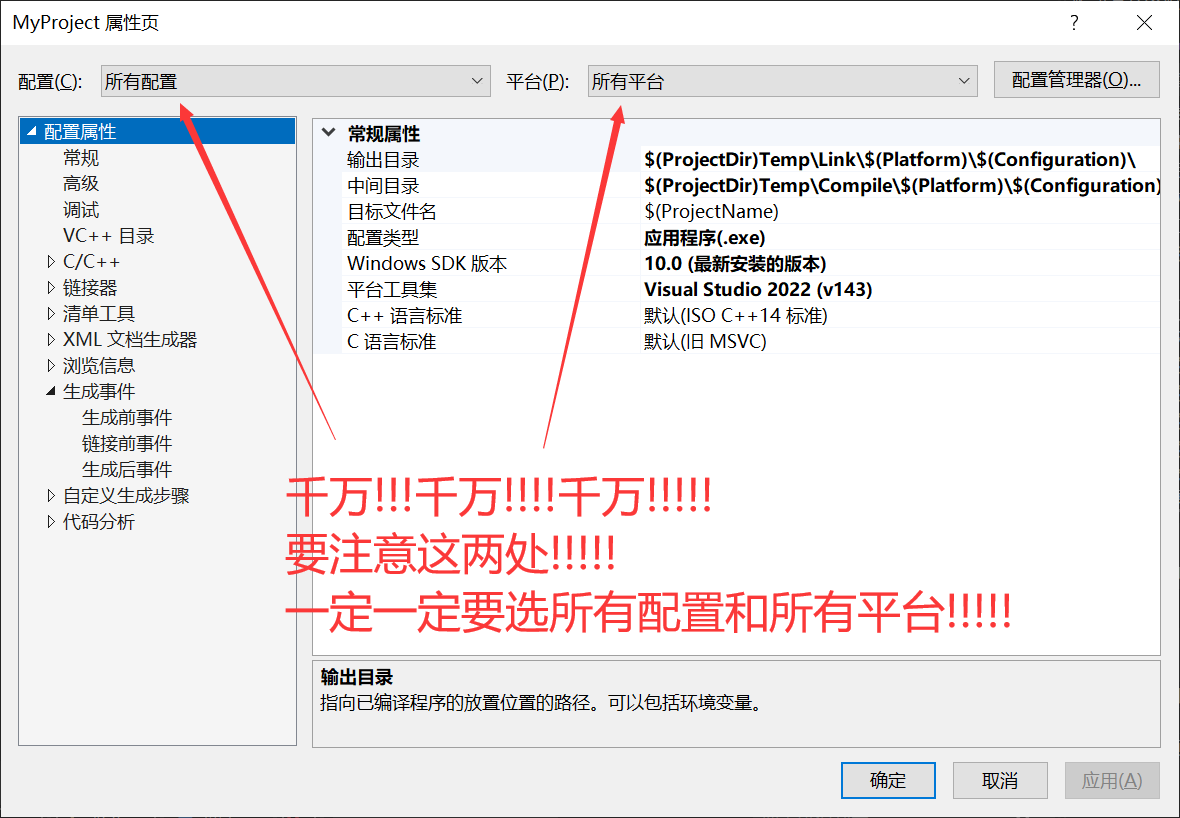 MyProject 属性页
配置(C): 所有配置 平台(P): 所有平台 配置管理器(O)...
配置属性
常规
高级
调试
VC++ 目录
C/C++
链接器
清单工具
XML 文档生成器
浏览信息
生成事件
生成前事件
链接前事件
生成后事件
自定义生成步骤
代码分析
常规属性
输出目录 $(ProjectDir)Temp\Link\$(Platform)\$(Configuration)\
中间目录 $(ProjectDir)Temp\Compile\$(Platform)\$(Configuration)
目标文件名 $(ProjectName)
配置类型 应用程序(.exe)
Windows SDK 版本 10.0 (最新安装的版本)
平台工具集 Visual Studio 2022 (v143)
C++ 语言标准 默认(ISO C++14 标准)
C 语言标准 默认(旧 MSVC)
千万!!!千万!!!!千万!!!!!
要注意这两处!!!!!
一定一定要选所有配置和所有平台!!!!!
输出目录
指向已编译程序的放置位置的路径。可以包括环境变量。
确定 取消 应用(A)